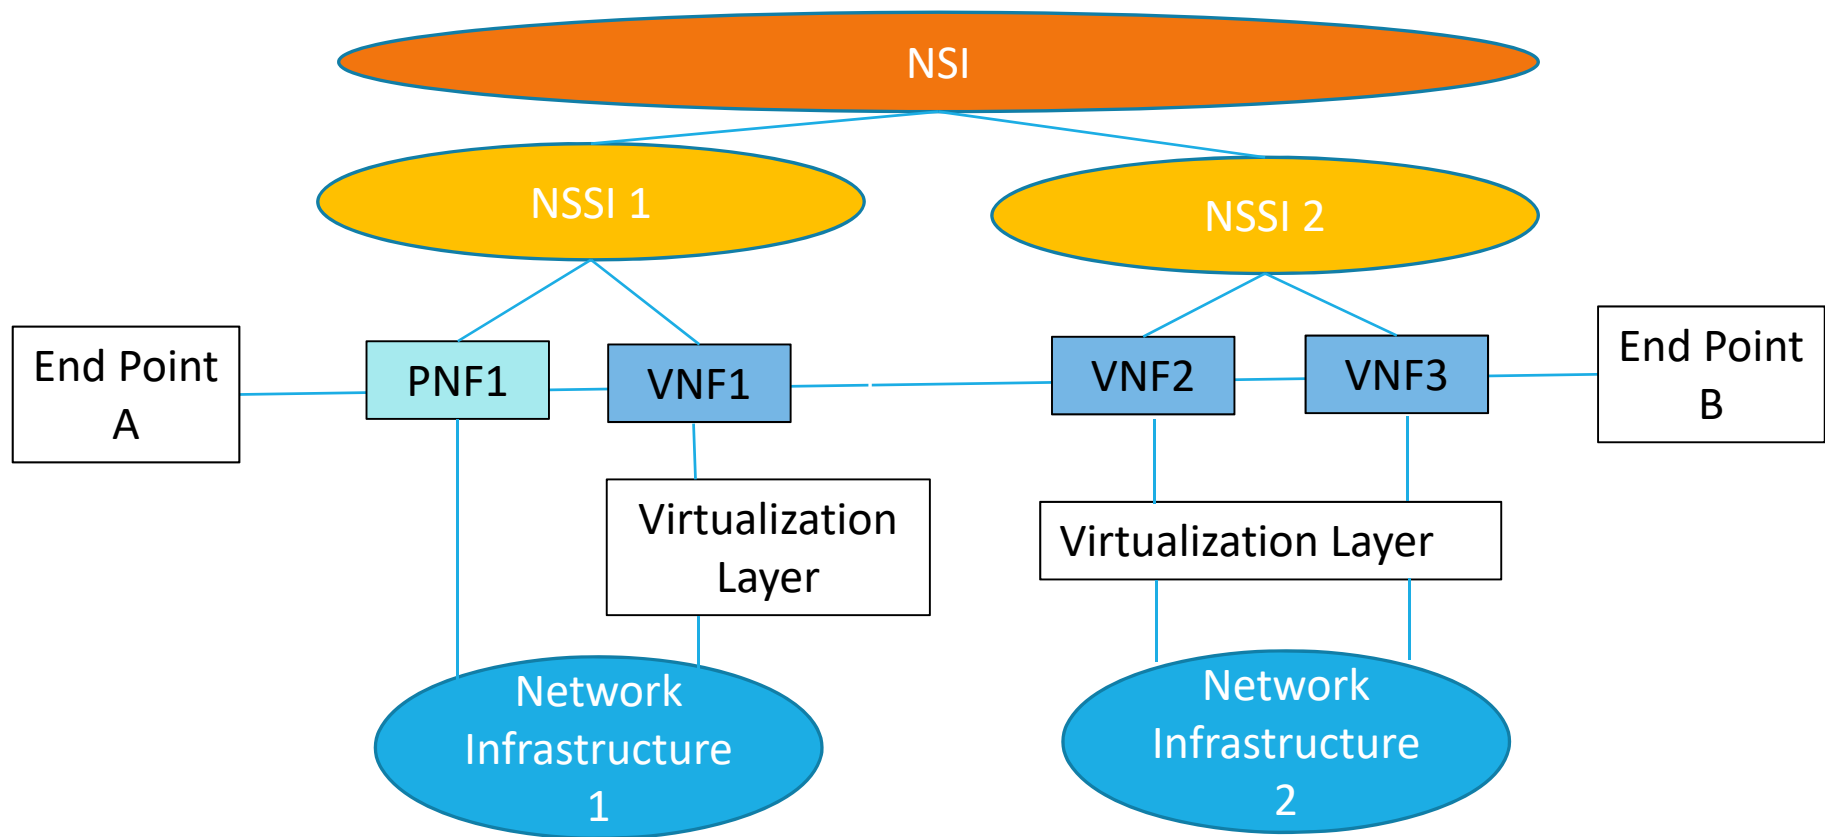 NSI
NSSI 1
NSSI 2
End Point
A
PNF1
VNF1
VNF2
VNF3
End Point
B
Virtualization
Layer
Virtualization Layer
Network
Infrastructure
1
Network
Infrastructure
2